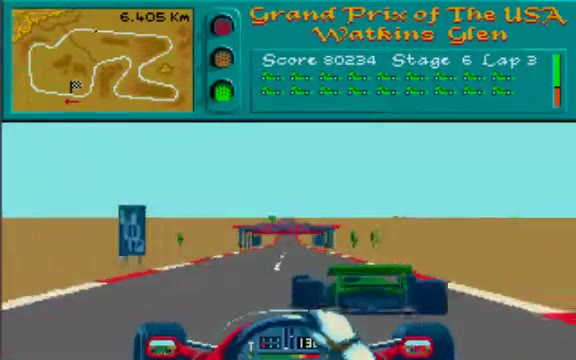 6.405 Km
Grand Prix of The USA
Watkins Glen
Score 80234 Stage 6 Lap 3